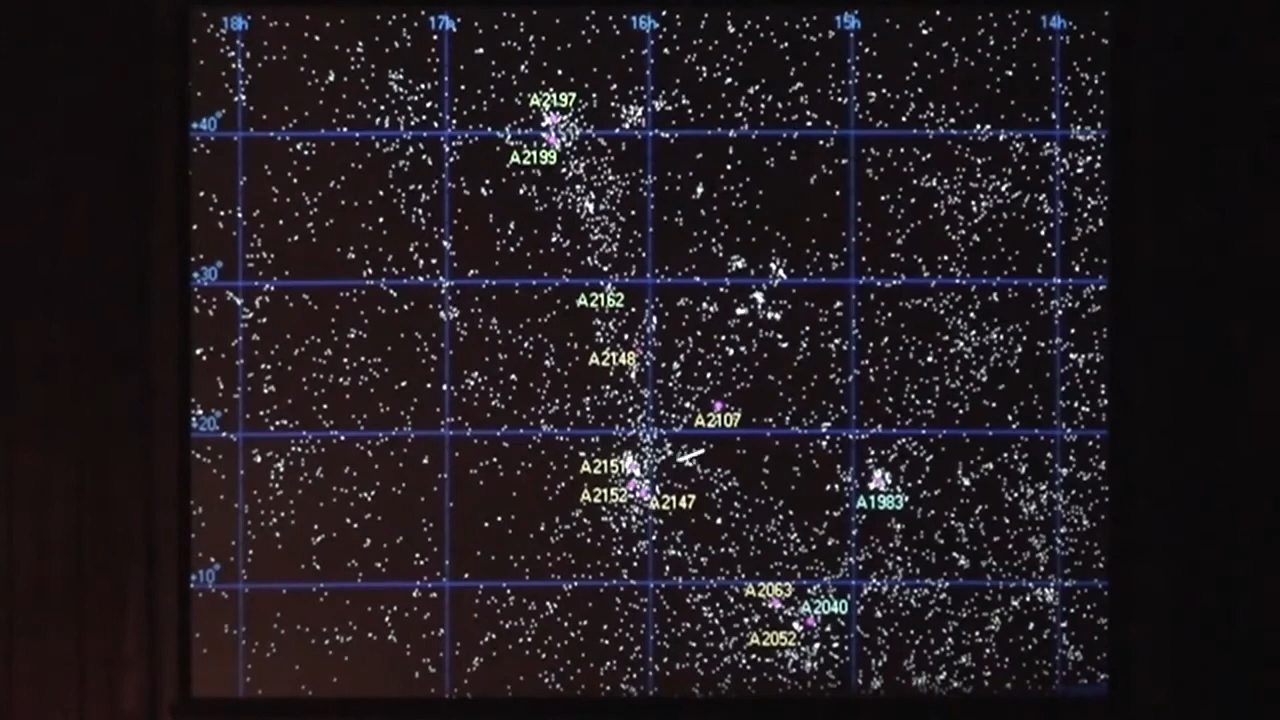 18h 17h 16h 15h 14h
A2197
+40°
A2199
+30°
A2162
A2148
A2107
+20°
A2151
A2152 A2147 A1983
+10°
A2063
A2040
A2052